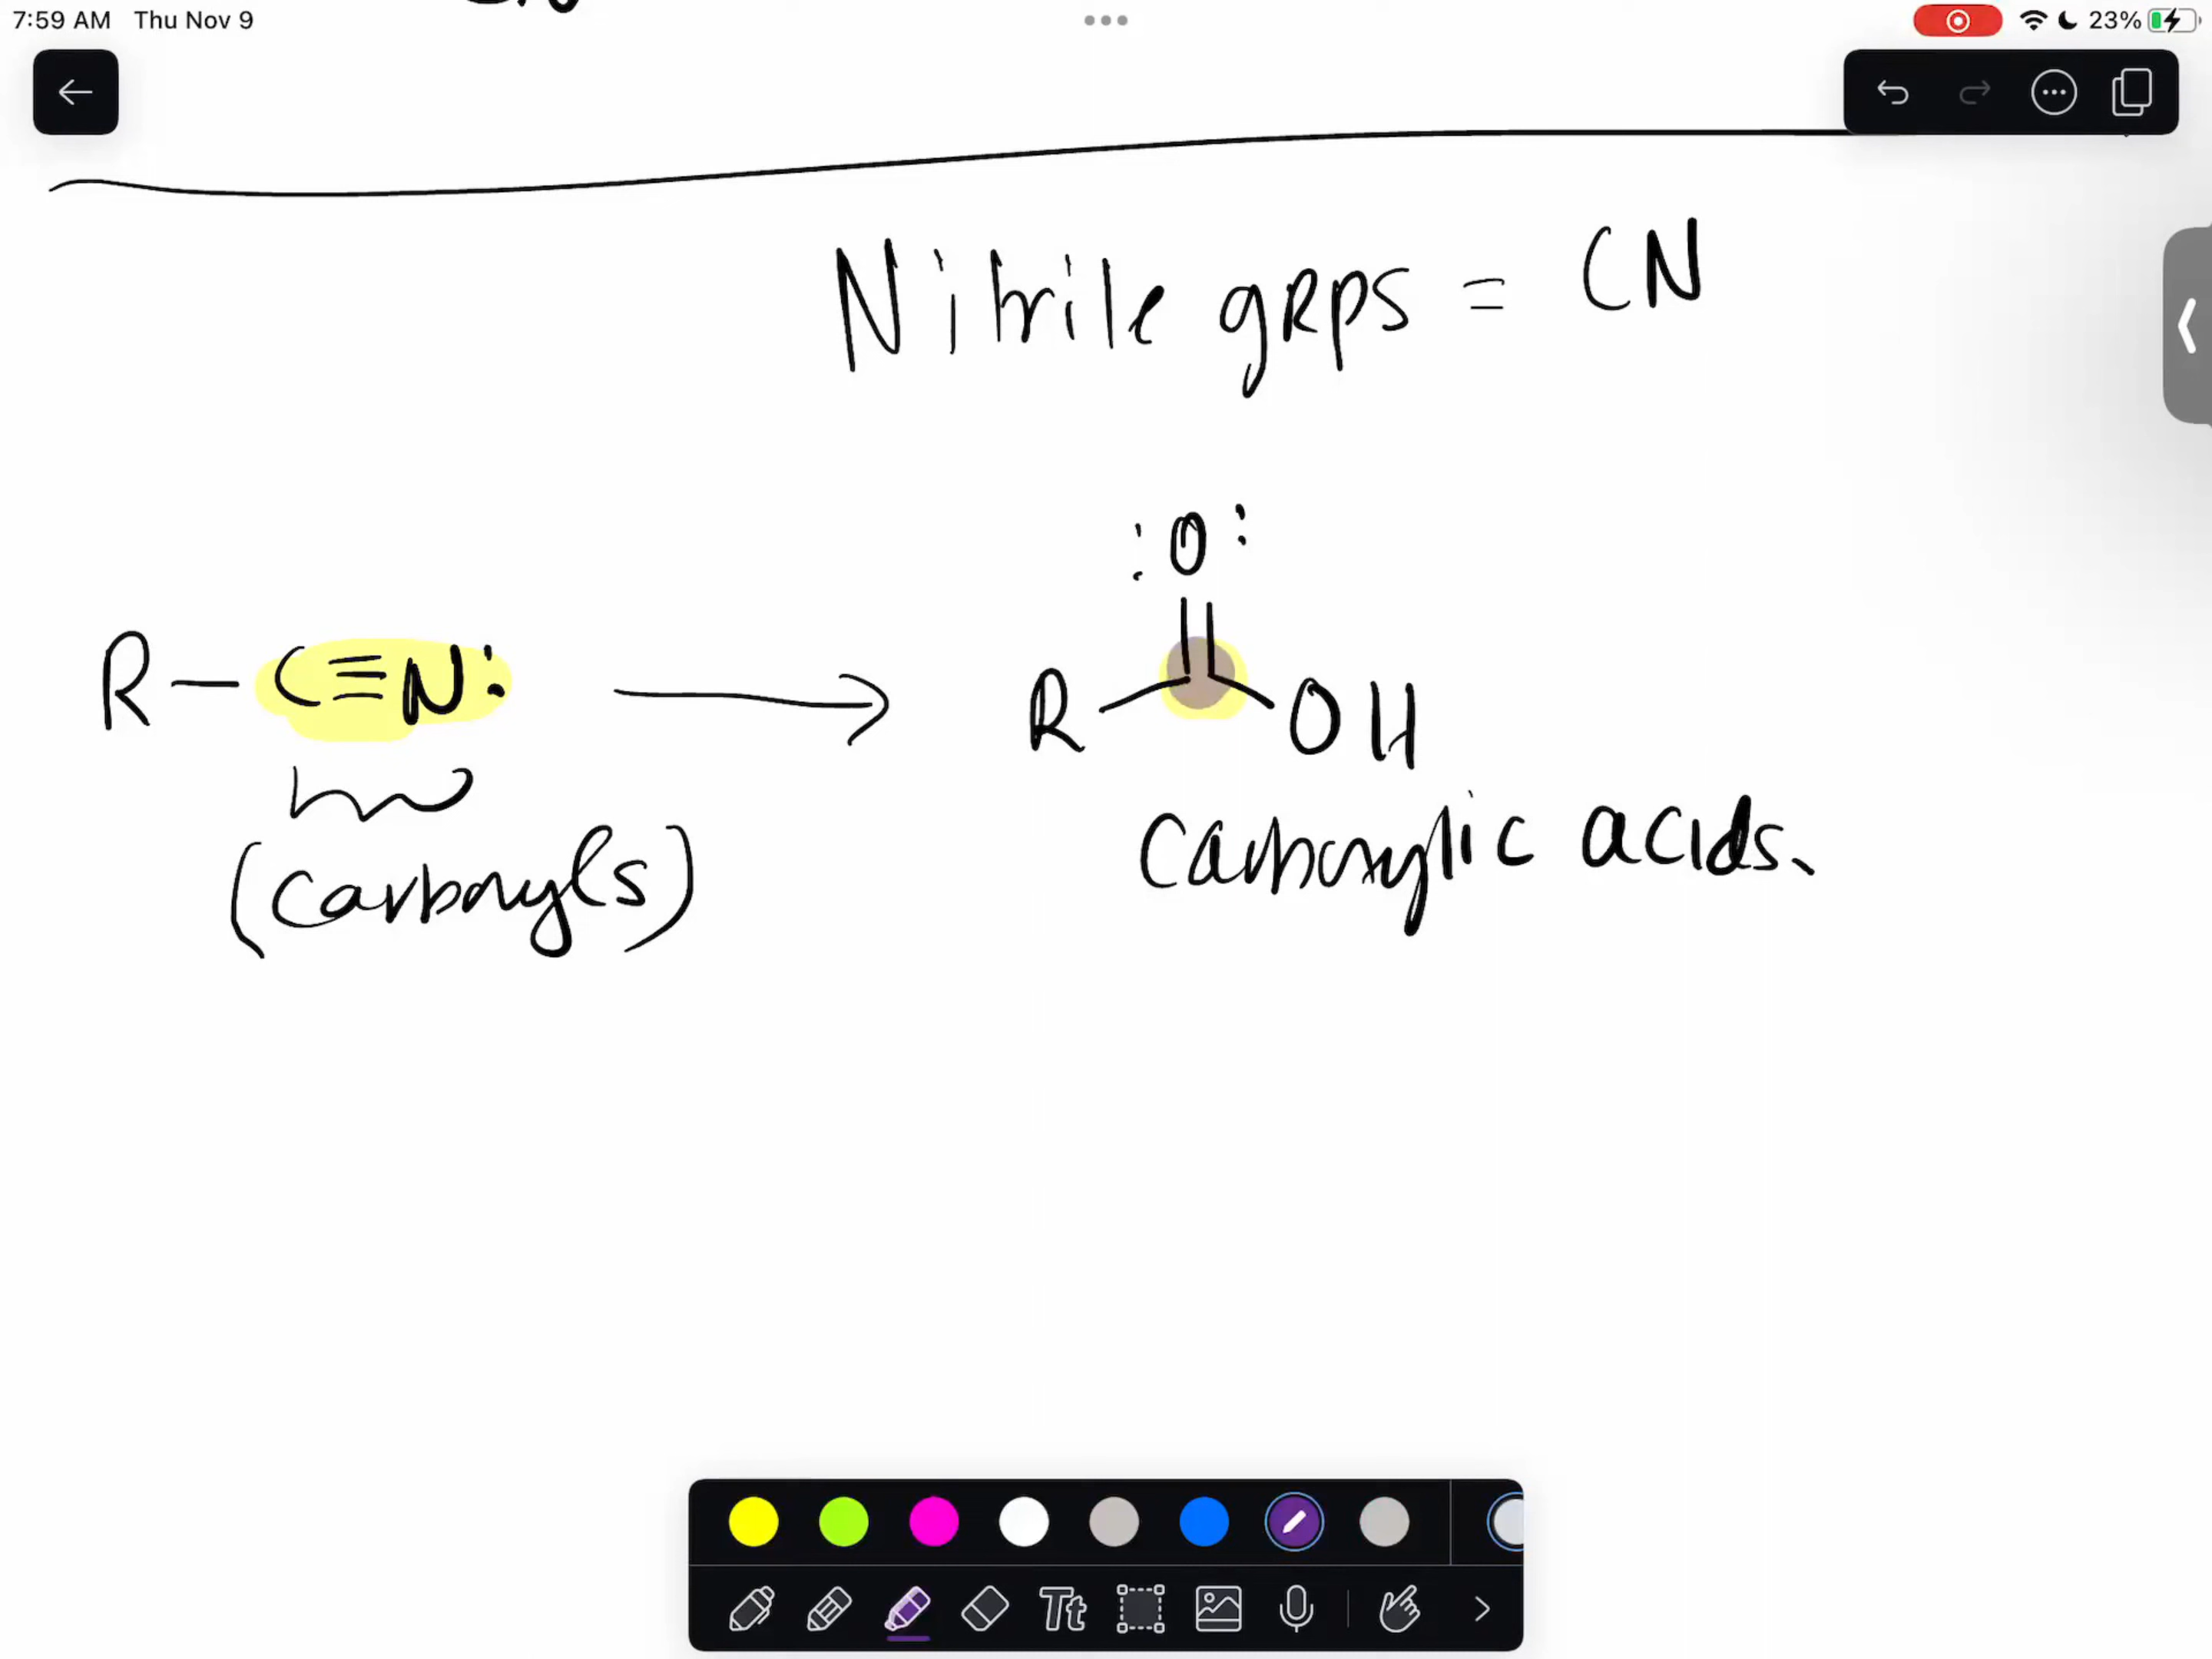 7:59 AM Thu Nov 9
23%
Nitrile gRps = CN
:O:
R—C≡N: → R OH
(carbonyls)
Carboxylic acids.
Tt